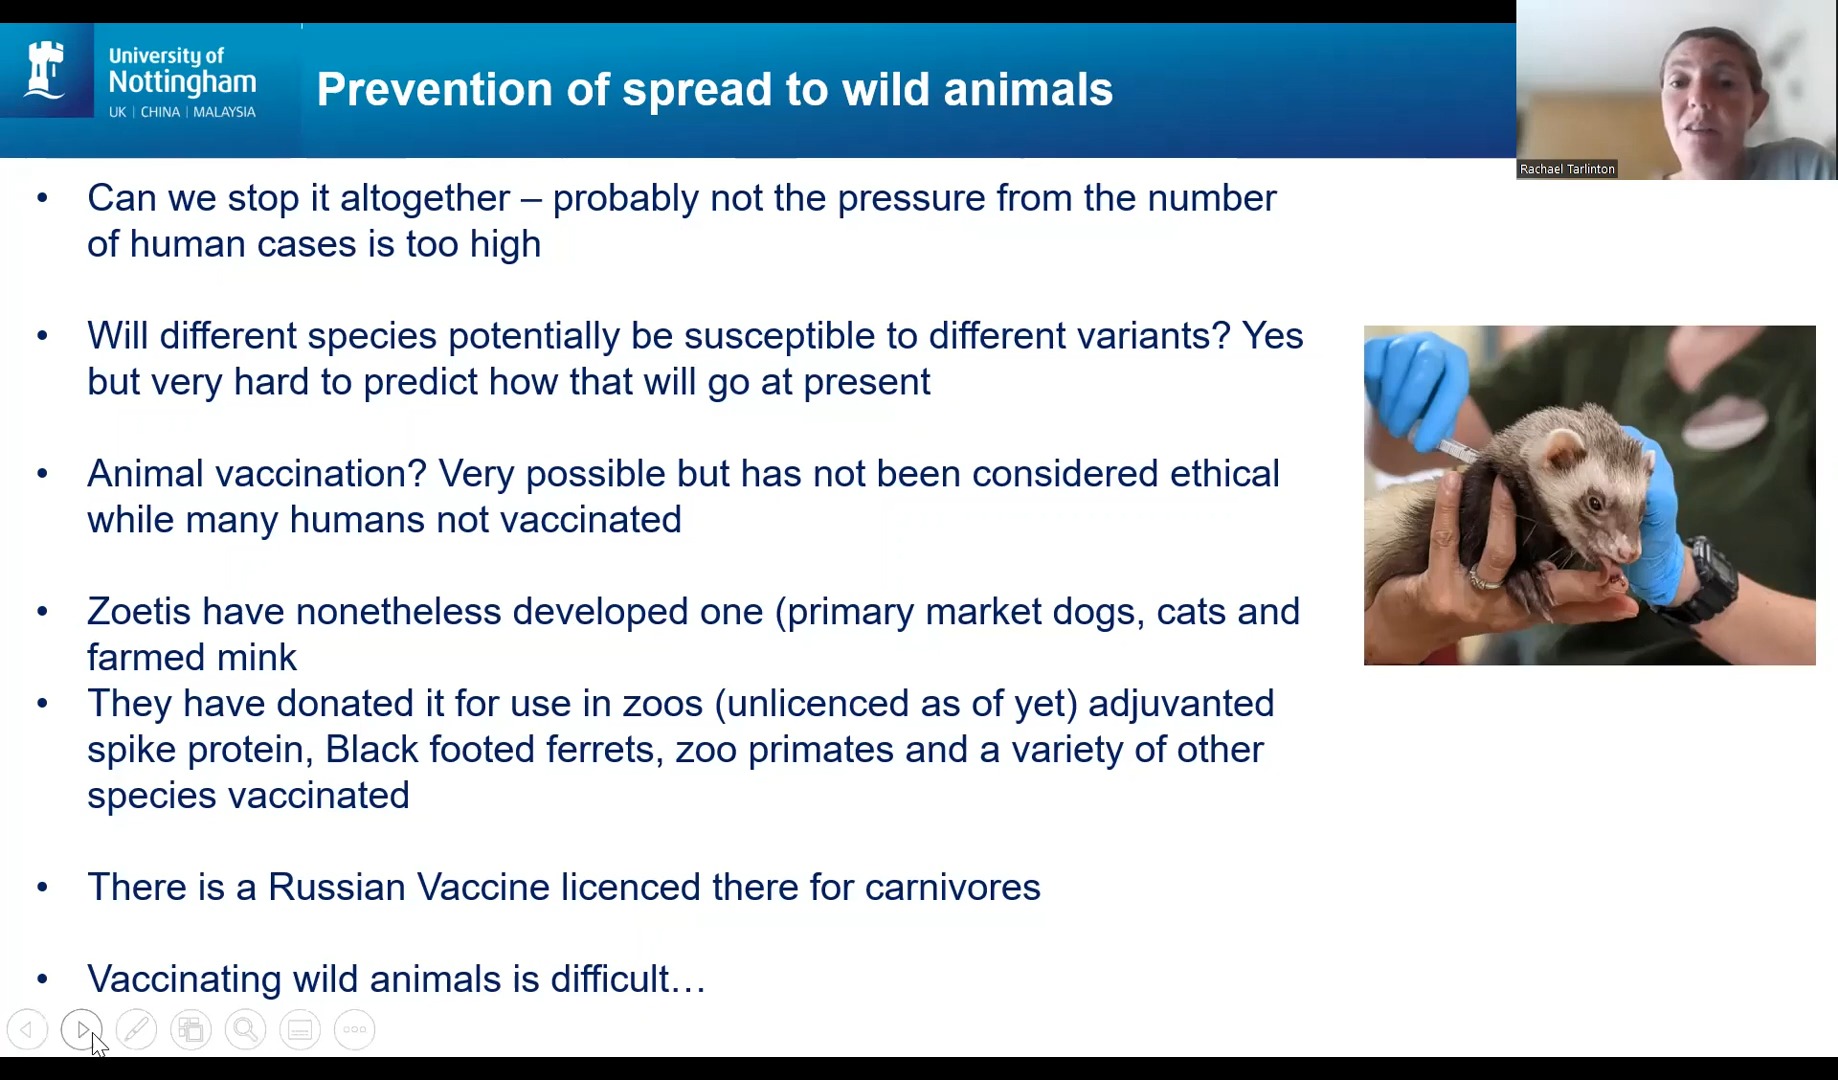 University of
Nottingham
UK | CHINA | MALAYSIA
Prevention of spread to wild animals
Rachael Tarlinton
• Can we stop it altogether – probably not the pressure from the number
of human cases is too high
• Will different species potentially be susceptible to different variants? Yes
but very hard to predict how that will go at present
• Animal vaccination? Very possible but has not been considered ethical
while many humans not vaccinated
• Zoetis have nonetheless developed one (primary market dogs, cats and
farmed mink
• They have donated it for use in zoos (unlicenced as of yet) adjuvanted
spike protein, Black footed ferrets, zoo primates and a variety of other
species vaccinated
• There is a Russian Vaccine licenced there for carnivores
• Vaccinating wild animals is difficult…